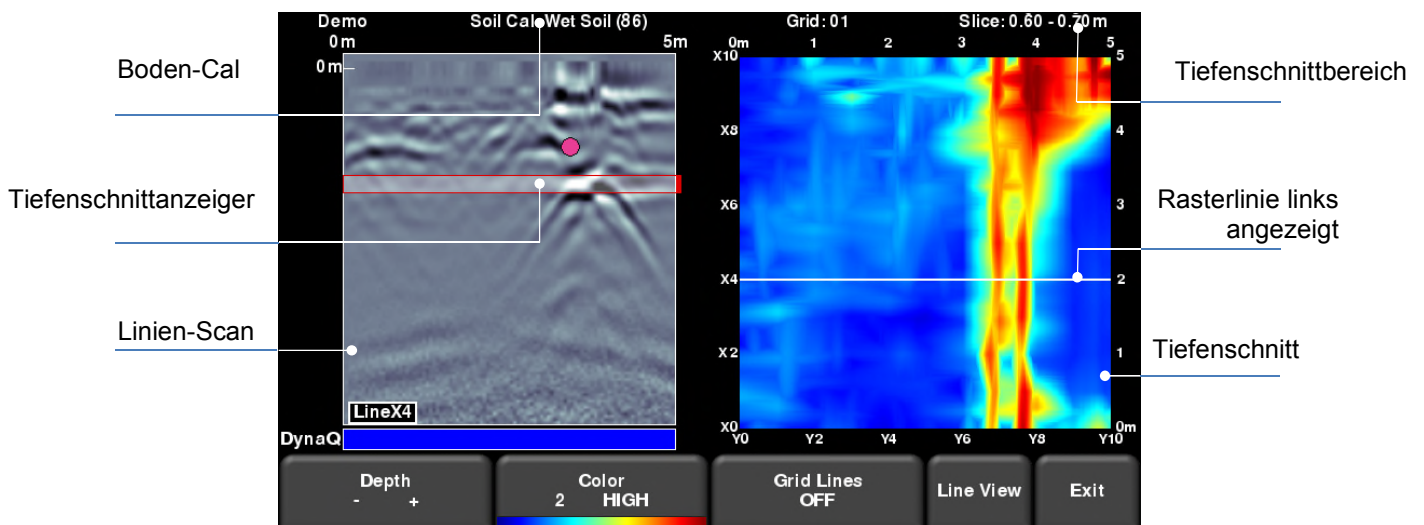 Demo Soil Cal: Wet Soil (86) Grid: 01 Slice: 0.60 - 0.70 m
0 m 5m 0m 1 2 3 4 5
Boden-Cal
0 m
X10 5
Tiefenschnittbereich
X8 4
Tiefenschnittanzeiger
X6 3
Rasterlinie links
angezeigt
X4 2
Linien-Scan
X2 1
Tiefenschnitt
LineX4
X0 0m
DynaQ
Y0 Y2 Y4 Y6 Y8 Y10
Depth Color Grid Lines Line View Exit
- + 2 HIGH OFF